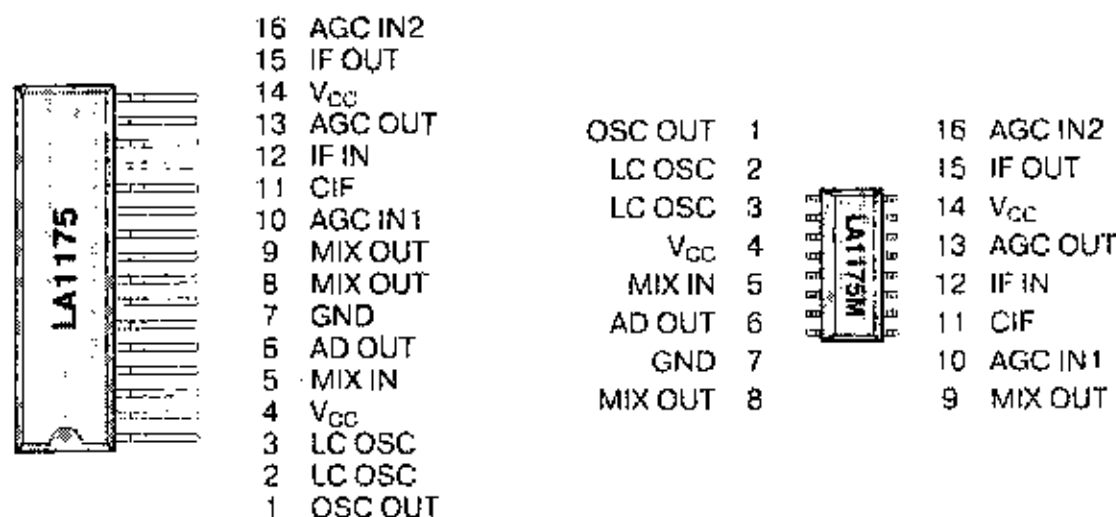 16 AGC IN2
15 IF OUT
14 VCC
13 AGC OUT
12 IF IN
11 CIF
10 AGC IN1
9 MIX OUT
8 MIX OUT
7 GND
6 AD OUT
5 MIX IN
4 VCC
3 LC OSC
2 LC OSC
1 OSC OUT
LA1175
OSC OUT 1
LC OSC 2
LC OSC 3
VCC 4
MIX IN 5
AD OUT 6
GND 7
MIX OUT 8
LA1175M
16 AGC IN2
15 IF OUT
14 VCC
13 AGC OUT
12 IF IN
11 CIF
10 AGC IN1
9 MIX OUT